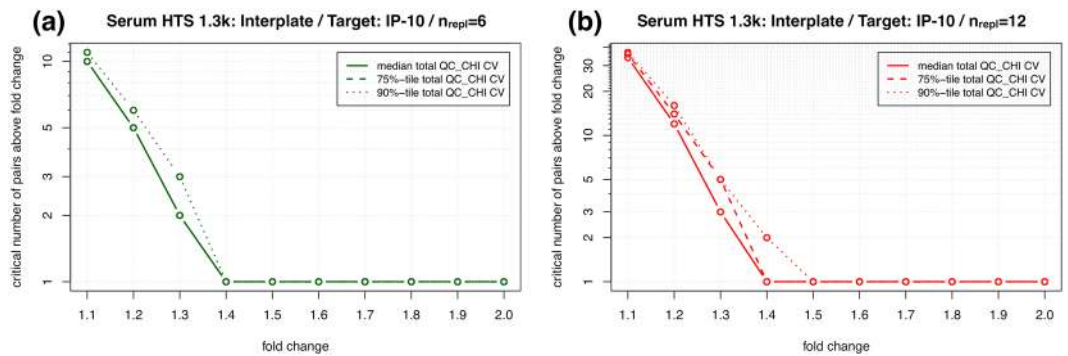 (a)
Serum HTS 1.3k: Interplate / Target: IP-10 / nrepl=6
critical number of pairs above fold change
10
5
3
2
1
median total QC_CHI CV
75%-tile total QC_CHI CV
90%-tile total QC_CHI CV
1.1 1.2 1.3 1.4 1.5 1.6 1.7 1.8 1.9 2.0
fold change
(b)
Serum HTS 1.3k: Interplate / Target: IP-10 / nrepl=12
critical number of pairs above fold change
30
20
10
5
3
2
1
median total QC_CHI CV
75%-tile total QC_CHI CV
90%-tile total QC_CHI CV
1.1 1.2 1.3 1.4 1.5 1.6 1.7 1.8 1.9 2.0
fold change